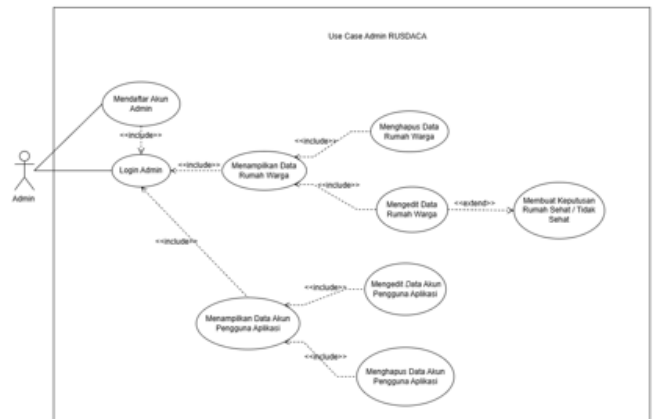 Use Case Admin RUSDACA
Mendaftar Akun
Admin
<<include>>
Login Admin
Admin
<<include>>
Menampilkan Data
Rumah Warga
<<include>>
Menghapus Data
Rumah Warga
<<include>>
Mengedit Data
Rumah Warga
<<extend>>
Membuat Keputusan
Rumah Sehat / Tidak
Sehat
<<include>>
Menampilkan Data Akun
Pengguna Aplikasi
<<include>>
Mengedit Data Akun
Pengguna Aplikasi
<<include>>
Menghapus Data Akun
Pengguna Aplikasi